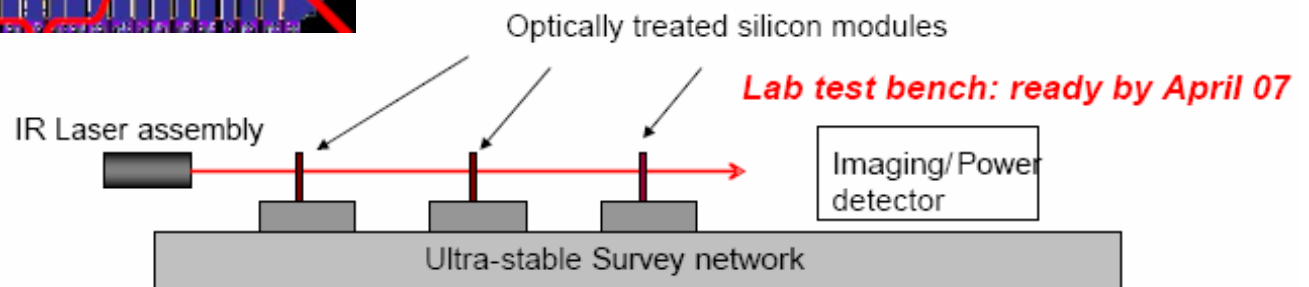 Optically treated silicon modules
Lab test bench: ready by April 07
IR Laser assembly
Imaging/Power
detector
Ultra-stable Survey network